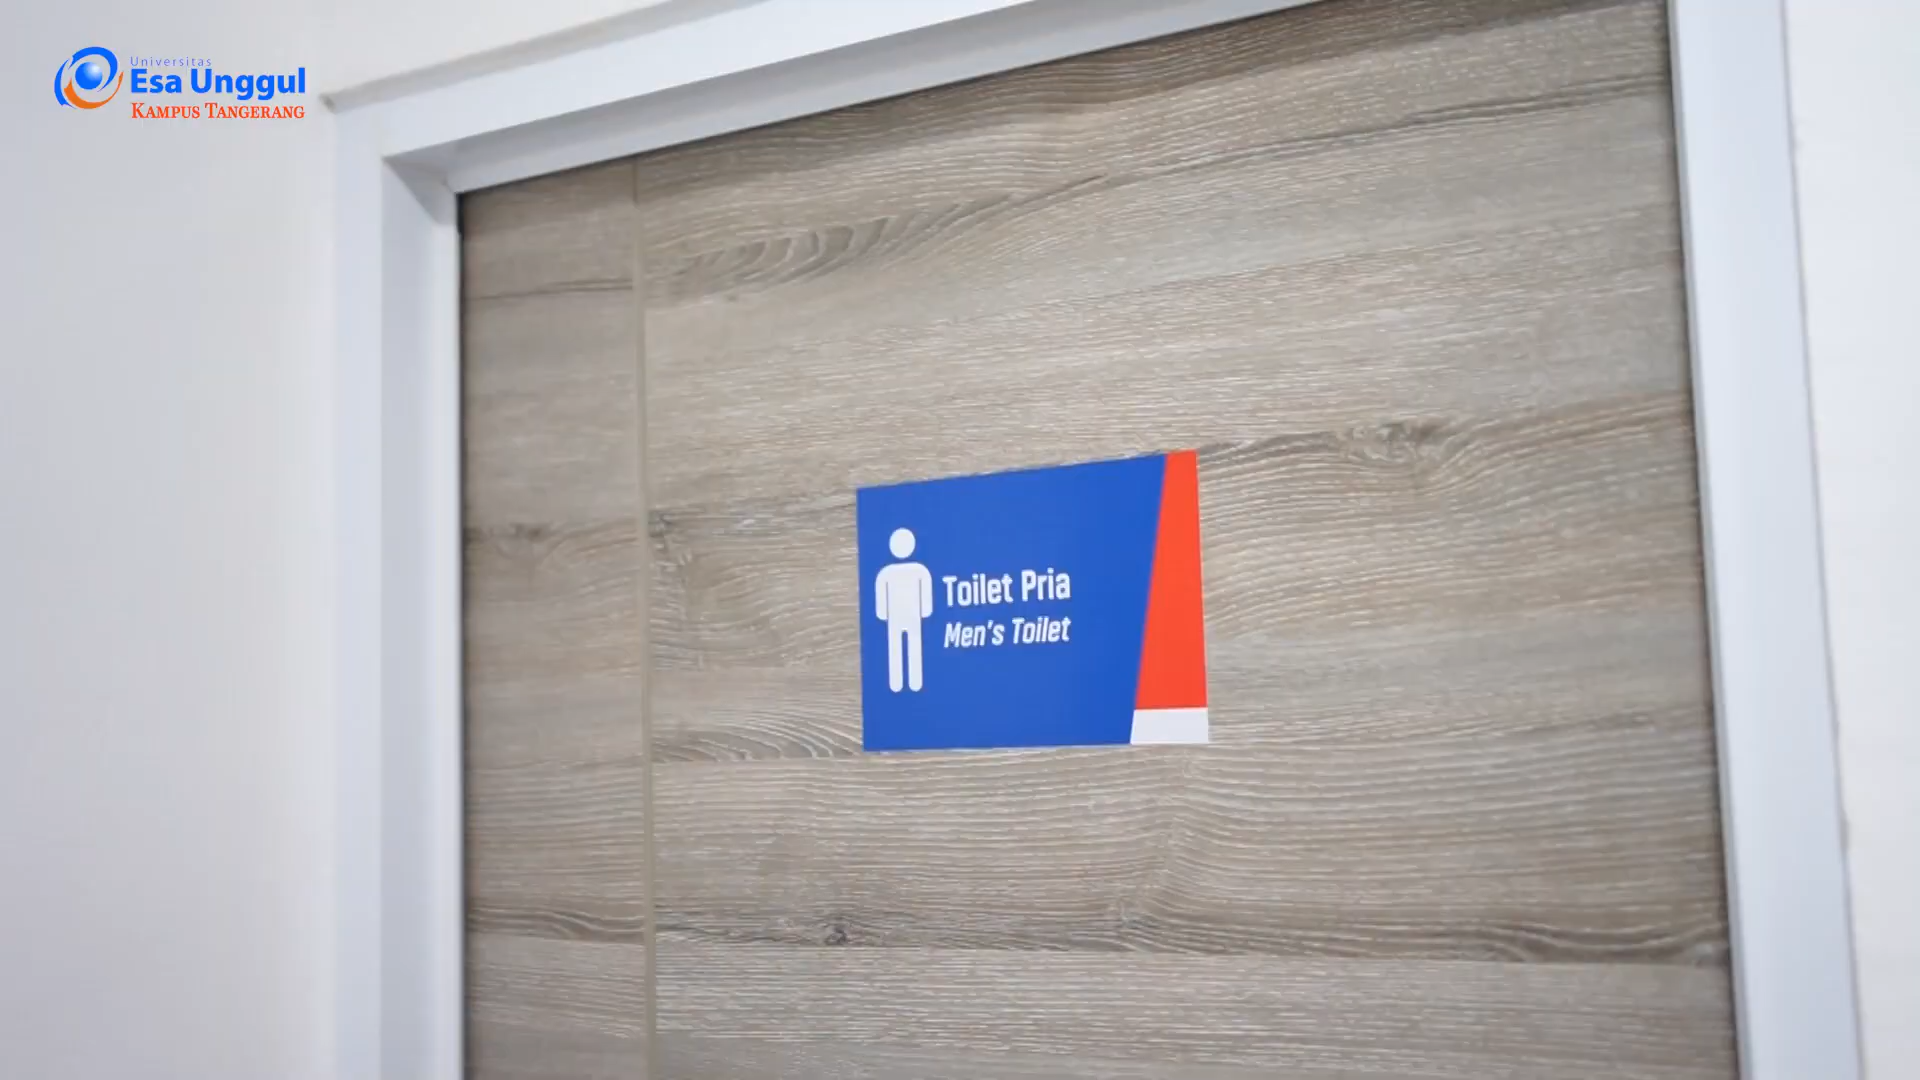 Universitas
Esa Unggul
KAMPUS TANGERANG
Toilet Pria
Men's Toilet